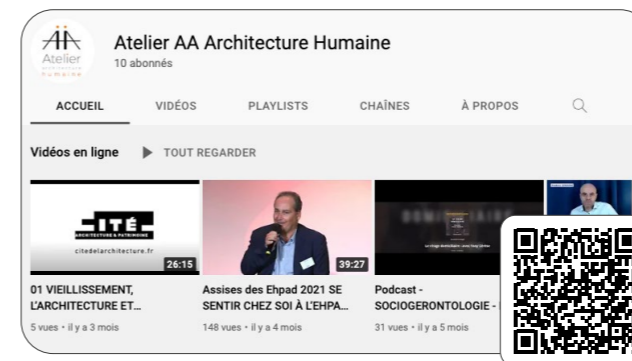 Atelier
humaine
Atelier AA Architecture Humaine
10 abonnés
ACCUEIL VIDÉOS PLAYLISTS CHAÎNES À PROPOS
Vidéos en ligne TOUT REGARDER
CITÉ
ARCHITECTURE & PATRIMOINE
citedelarchitecture.fr
26:15
39:27
01 VIEILLISSEMENT,
L'ARCHITECTURE ET...
5 vues • il y a 3 mois
Assises des Ehpad 2021 SE
SENTIR CHEZ SOI À L'EHPA...
148 vues • il y a 4 mois
Podcast -
SOCIOGERONTOLOGIE -
31 vues • il y a 5 mois